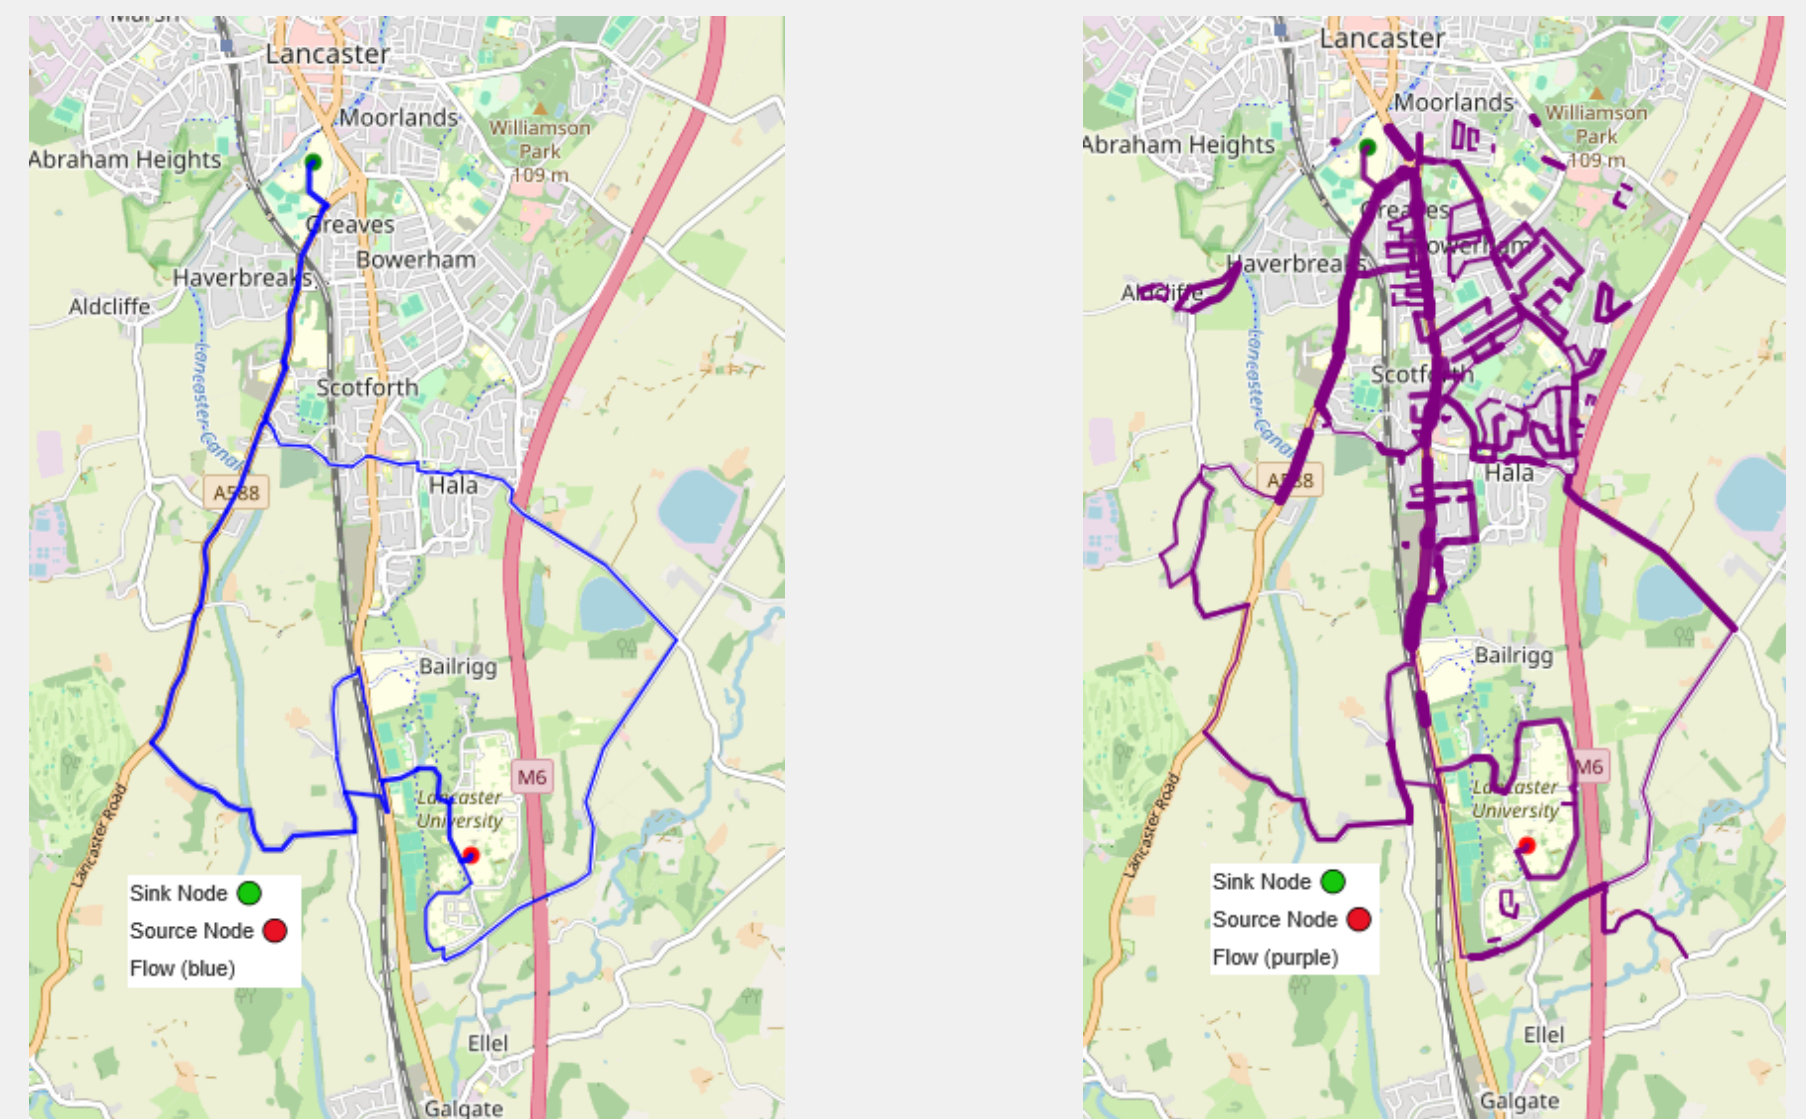 Marsh
Lancaster
Moorlands
Williamson
Park
109 m
Abraham Heights
Greaves
Bowerham
Haverbreaks
Aldcliffe
Lancaster Canal
Scotforth
Hala
A588
Bailrigg
M6
Lancaster
University
Lancaster Road
Sink Node
Source Node
Flow (blue)
Ellel
Galgate
Lancaster
Moorlands
Williamson
Park
109 m
Abraham Heights
Greaves
Bowerham
Haverbreaks
Aldcliffe
Lancaster Canal
Scotforth
Hala
A588
Bailrigg
M6
Lancaster
University
Lancaster Road
Sink Node
Source Node
Flow (purple)
Ellel
Galgate